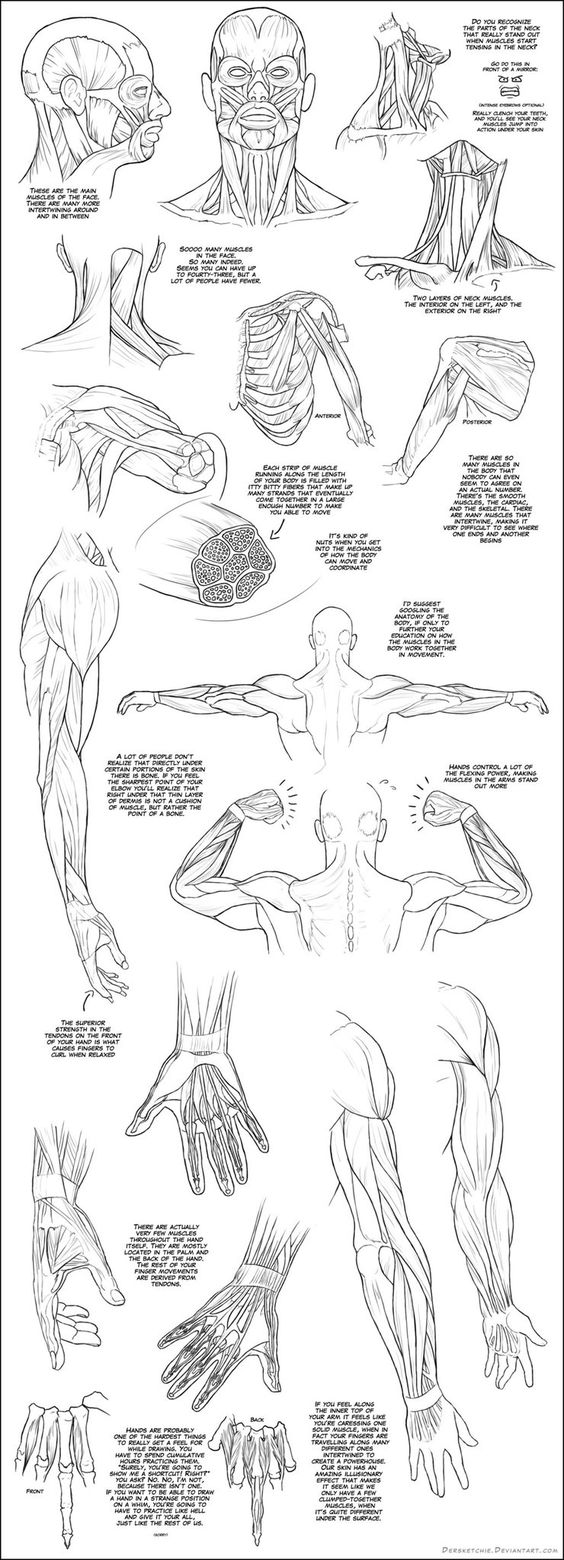 DO YOU RECOGNIZE
THE PARTS OF THE NECK
THAT REALLY STAND OUT
WHEN MUSCLES START
TENSING IN THE NECK?
GO DO THIS IN
FRONT OF A MIRROR:
(INTENSE EYEBROWS OPTIONAL)
REALLY CLENCH YOUR TEETH,
AND YOU'LL SEE YOUR NECK
MUSCLES JUMP INTO
ACTION UNDER YOUR SKIN
THESE ARE THE MAIN
MUSCLES OF THE FACE.
THERE ARE MANY MORE
INTERTWINING AROUND
AND IN BETWEEN
SOOOO MANY MUSCLES
IN THE FACE.
SO MANY INDEED.
SEEMS YOU CAN HAVE UP
TO FOURTY-THREE, BUT A
LOT OF PEOPLE HAVE FEWER.
TWO LAYERS OF NECK MUSCLES.
THE INTERIOR ON THE LEFT, AND THE
EXTERIOR ON THE RIGHT
ANTERIOR
POSTERIOR
EACH STRIP OF MUSCLE
RUNNING ALONG THE LENGTH
OF YOUR BODY IS FILLED WITH
ITTY BITTY FIBERS THAT MAKE UP
MANY STRANDS THAT EVENTUALLY
COME TOGETHER IN A LARGE
ENOUGH NUMBER TO MAKE
YOU ABLE TO MOVE
THERE ARE SO
MANY MUSCLES IN
THE BODY THAT
NOBODY CAN EVEN
SEEM TO AGREE ON
AN ACTUAL NUMBER.
THERE'S THE SMOOTH
MUSCLES, THE CARDIAC,
AND THE SKELETAL. THERE
ARE MANY MUSCLES THAT
INTERTWINE, MAKING IT
VERY DIFFICULT TO SEE WHERE
ONE ENDS AND ANOTHER
BEGINS
IT'S KIND OF
NUTS WHEN YOU GET
INTO THE MECHANICS
OF HOW THE BODY
CAN MOVE AND
COORDINATE
I'D SUGGEST
GOOGLING THE
ANATOMY OF THE
BODY, IF ONLY TO
FURTHER YOUR
EDUCATION ON HOW
THE MUSCLES IN THE
BODY WORK TOGETHER
IN MOVEMENT.
A LOT OF PEOPLE DON'T
REALIZE THAT DIRECTLY UNDER
CERTAIN PORTIONS OF THE SKIN
THERE IS BONE. IF YOU FEEL
THE SHARPEST POINT OF YOUR
ELBOW YOU'LL REALIZE THAT
RIGHT UNDER THAT THIN LAYER
OF DERMIS IS NOT A CUSHION
OF MUSCLE, BUT RATHER THE
POINT OF A BONE.
HANDS CONTROL A LOT OF
THE FLEXING POWER, MAKING
MUSCLES IN THE ARMS STAND
OUT MORE
THE SUPERIOR
STRENGTH IN THE
TENDONS ON THE FRONT
OF YOUR HAND IS WHAT
CAUSES FINGERS TO
CURL WHEN RELAXED
THERE ARE ACTUALLY
VERY FEW MUSCLES
THROUGHOUT THE HAND
ITSELF. THEY ARE MOSTLY
LOCATED IN THE PALM AND
THE BACK OF THE HAND.
THE REST OF YOUR
FINGER MOVEMENTS
ARE DERIVED FROM
TENDONS.
FRONT
HANDS ARE PROBABLY
ONE OF THE HARDEST THINGS
TO REALLY GET A FEEL FOR
WHILE DRAWING. YOU
HAVE TO SPEND CUMULATIVE
HOURS PRACTICING THEM.
"SURELY, YOU'RE GOING TO
SHOW ME A SHORTCUT! RIGHT?"
YOU ASK? NO. NO, I'M NOT,
BECAUSE THERE ISN'T ONE.
IF YOU WANT TO BE ABLE TO DRAW
A HAND IN A STRANGE POSITION
ON A WHIM, YOU'RE GOING TO
HAVE TO PRACTICE LIKE HELL
AND GIVE IT YOUR ALL,
JUST LIKE THE REST OF US.
(SORRY)
BACK
IF YOU FEEL ALONG
THE INNER TOP OF
YOUR ARM IT FEELS LIKE
YOU'RE CARESSING ONE
SOLID MUSCLE, WHEN IN
FACT YOUR FINGERS ARE
TRAVELLING ALONG MANY
DIFFERENT ONES
INTERTWINED TO
CREATE A POWERHOUSE.
OUR SKIN HAS AN
AMAZING ILLUSIONARY
EFFECT THAT MAKES
IT SEEM LIKE WE
ONLY HAVE A FEW
CLUMPED-TOGETHER
MUSCLES, WHEN
IT'S QUITE DIFFERENT
UNDER THE SURFACE.
DERSKETCHIE.DEVIANTART.COM